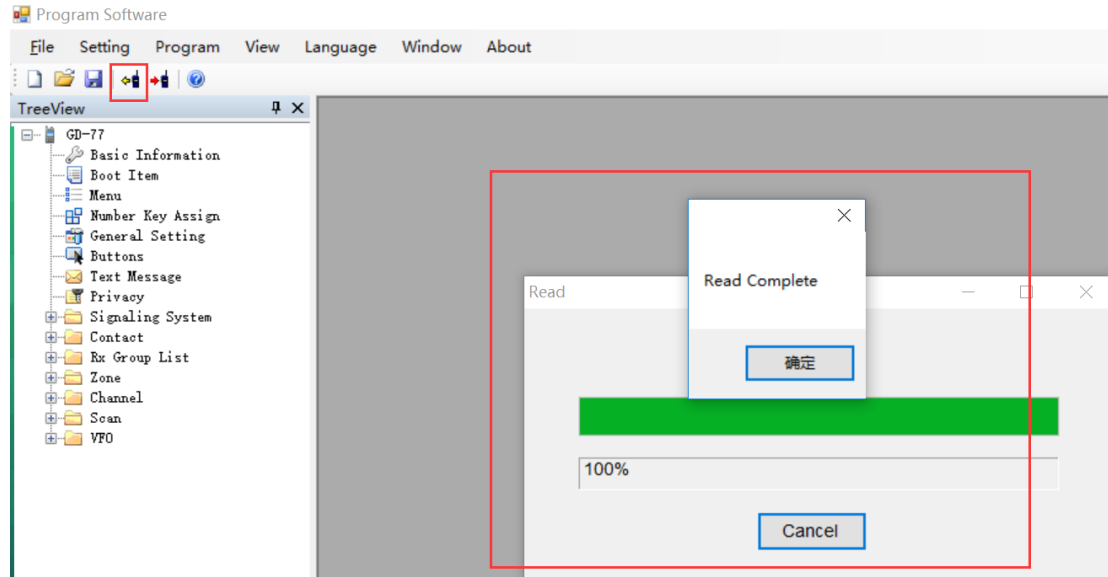 Program Software
File Setting Program View Language Window About
TreeView
GD-77
Basic Information
Boot Item
Menu
Number Key Assign
General Setting
Buttons
Text Message
Privacy
Signaling System
Contact
Rx Group List
Zone
Channel
Scan
VFO
Read
Read Complete
确定
100%
Cancel